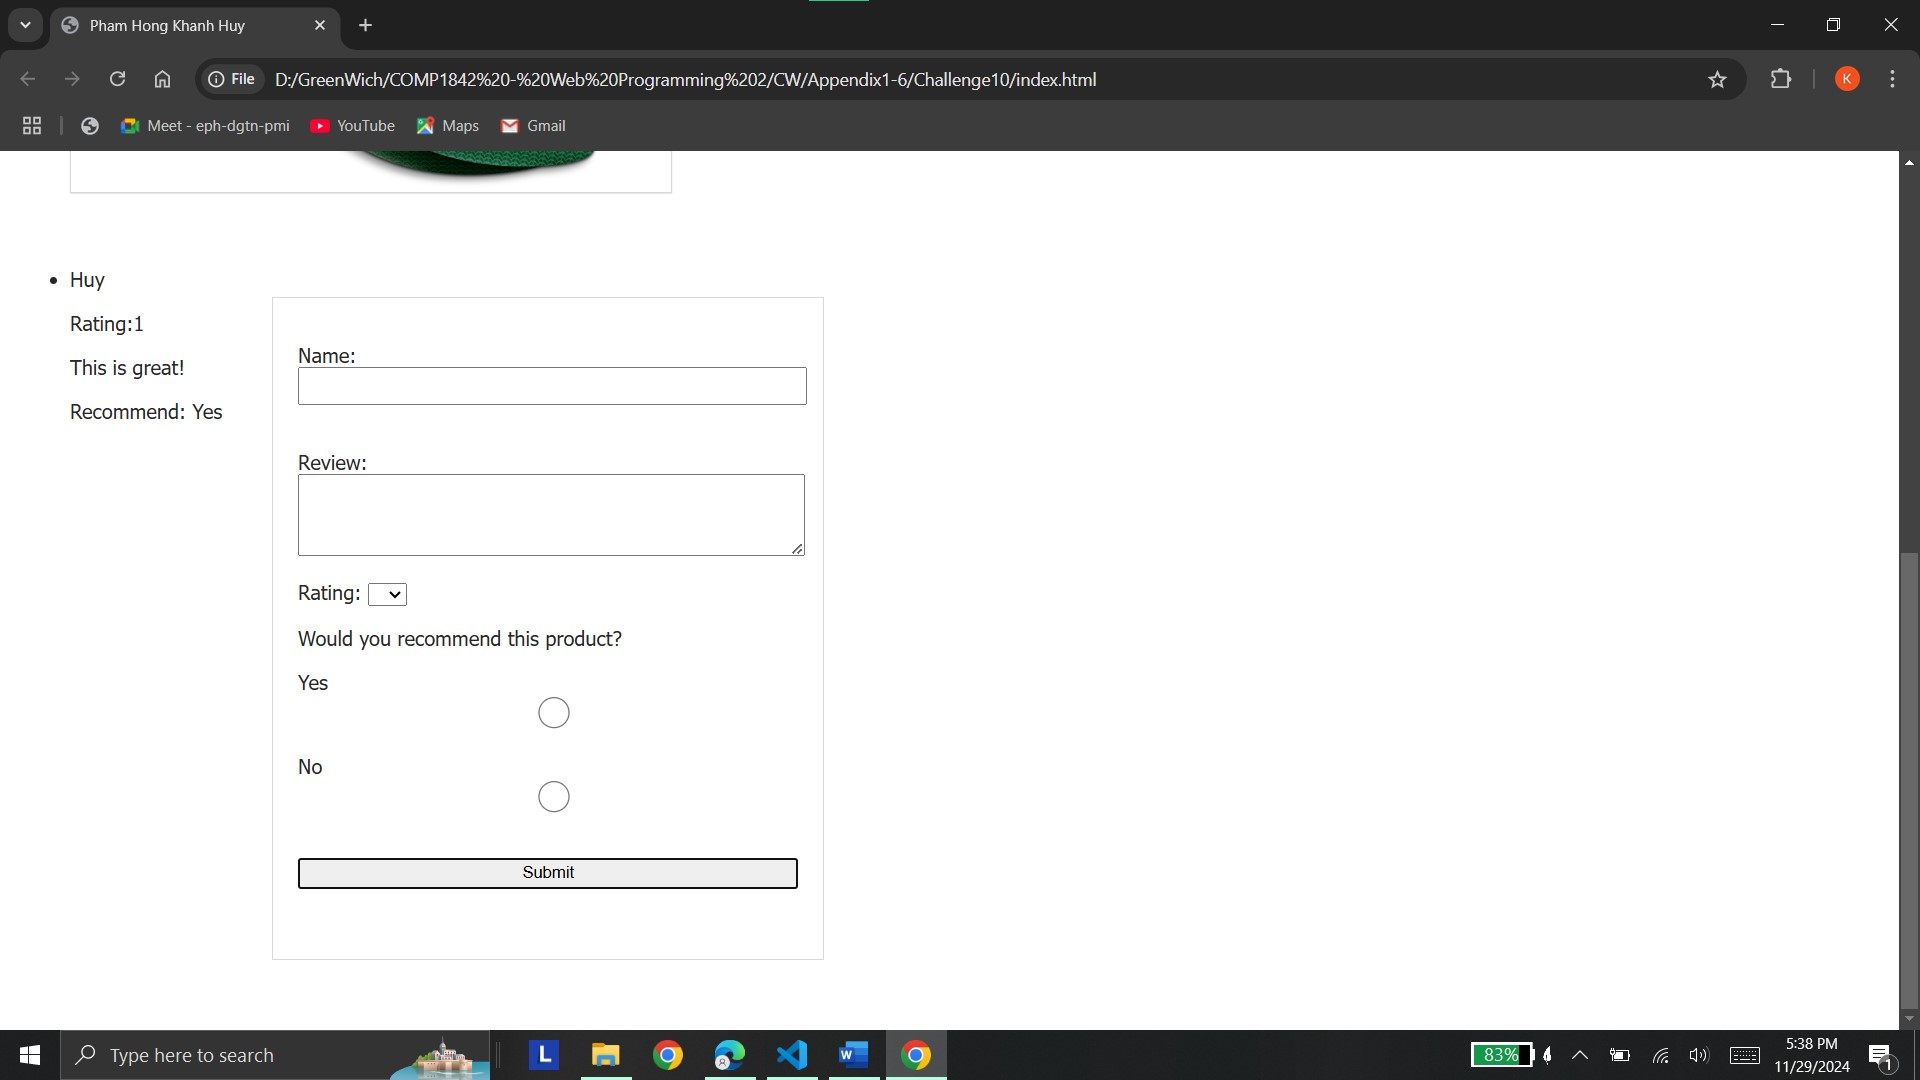 Pham Hong Khanh Huy
File D:/GreenWich/COMP1842%20-%20Web%20Programming%202/CW/Appendix1-6/Challenge10/index.html
K
Meet - eph-dgtn-pmi YouTube Maps Gmail
Huy
Rating:1
This is great!
Recommend: Yes
Name:
Review:
Rating:
Would you recommend this product?
Yes
No
Submit
Type here to search
L
W
83%
5:38 PM
11/29/2024
1